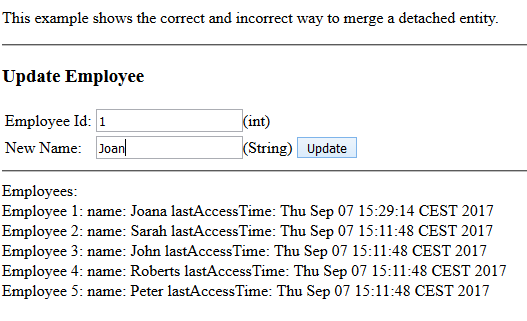 This example shows the correct and incorrect way to merge a detached entity.
Update Employee
Employee Id: 1 (int)
New Name: Joan (String) Update
Employees:
Employee 1: name: Joana lastAccessTime: Thu Sep 07 15:29:14 CEST 2017
Employee 2: name: Sarah lastAccessTime: Thu Sep 07 15:11:48 CEST 2017
Employee 3: name: John lastAccessTime: Thu Sep 07 15:11:48 CEST 2017
Employee 4: name: Roberts lastAccessTime: Thu Sep 07 15:11:48 CEST 2017
Employee 5: name: Peter lastAccessTime: Thu Sep 07 15:11:48 CEST 2017